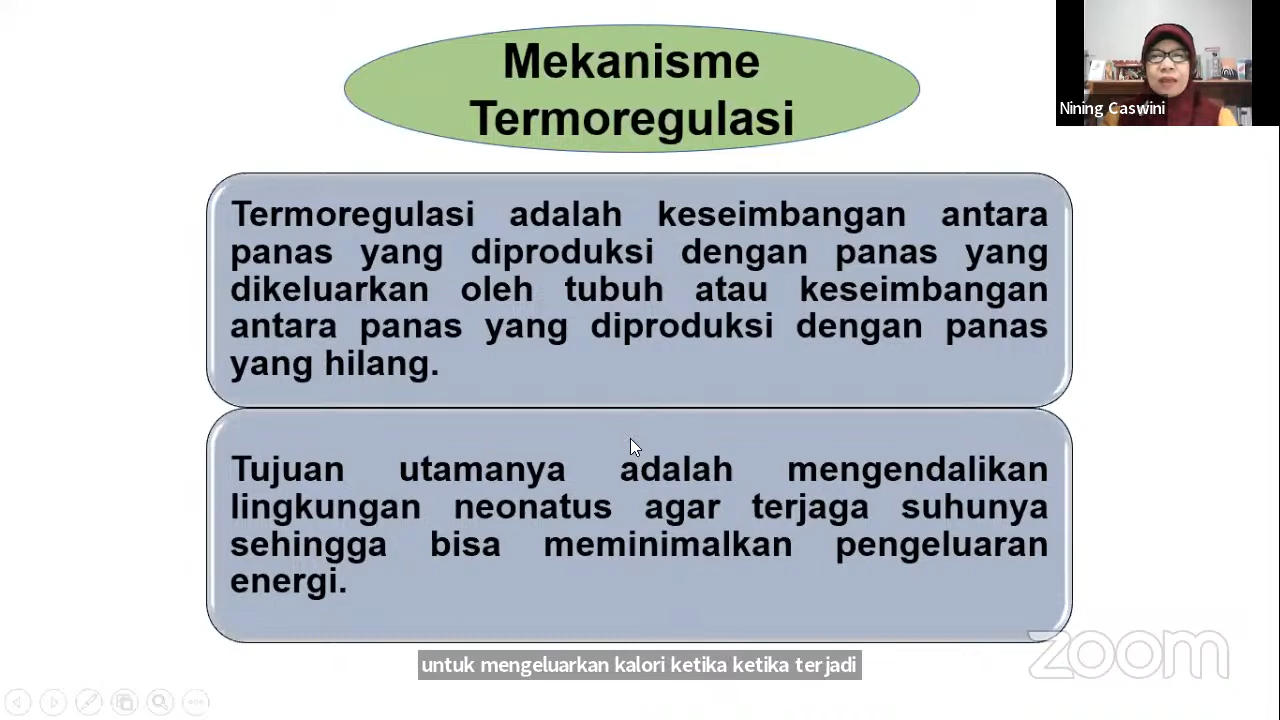 Mekanisme
Termoregulasi
Nining Caswini
Termoregulasi adalah keseimbangan antara
panas yang diproduksi dengan panas yang
dikeluarkan oleh tubuh atau keseimbangan
antara panas yang diproduksi dengan panas
yang hilang.
Tujuan utamanya adalah mengendalikan
lingkungan neonatus agar terjaga suhunya
sehingga bisa meminimalkan pengeluaran
energi.
zoom
untuk mengeluarkan kalori ketika ketika terjadi